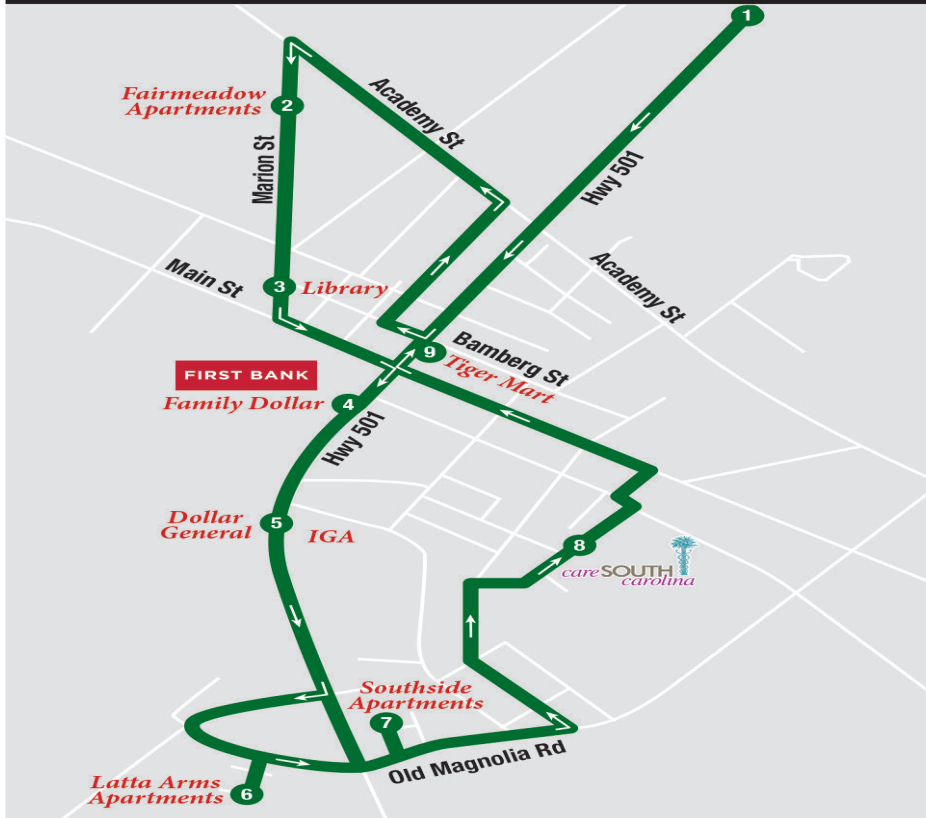 1
Fairmeadow
Apartments
2
Academy St
Marion St
Hwy 501
Main St
3
Library
Academy St
9
Bamberg St
Tiger Mart
FIRST BANK
Family Dollar
4
Hwy 501
Dollar
General
5
IGA
8
careSOUTH
carolina
Southside
Apartments
7
Old Magnolia Rd
Latta Arms
Apartments
6